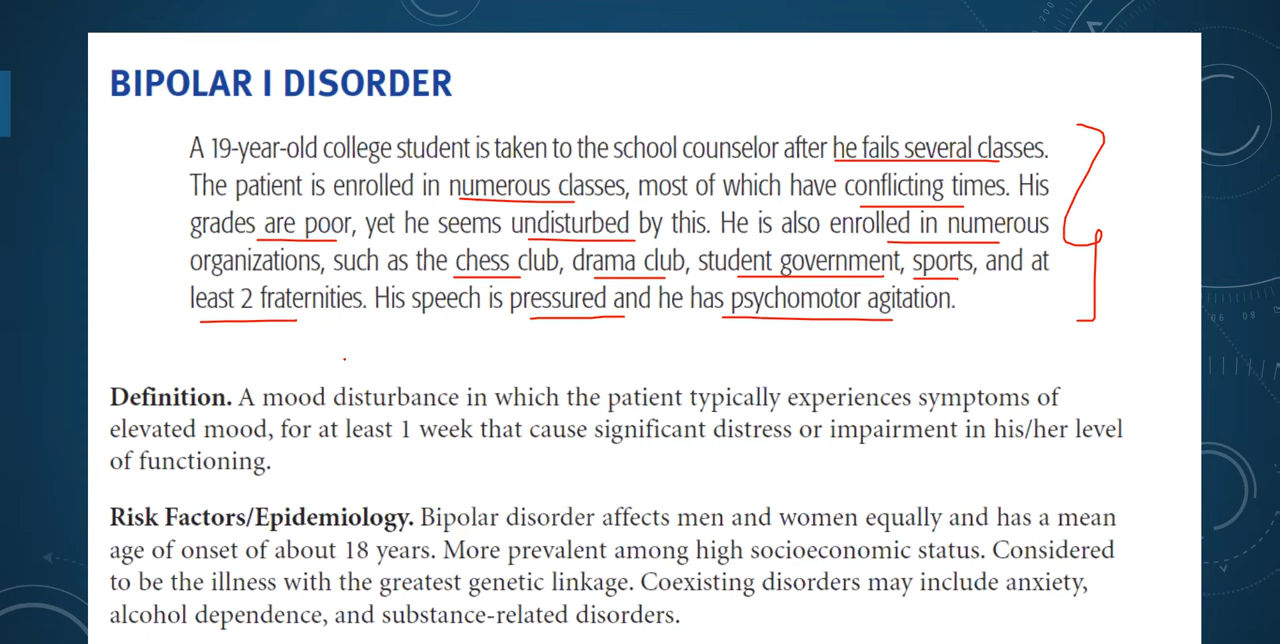 BIPOLAR I DISORDER
A 19-year-old college student is taken to the school counselor after he fails several classes.
The patient is enrolled in numerous classes, most of which have conflicting times. His
grades are poor, yet he seems undisturbed by this. He is also enrolled in numerous
organizations, such as the chess club, drama club, student government, sports, and at
least 2 fraternities. His speech is pressured and he has psychomotor agitation.
Definition. A mood disturbance in which the patient typically experiences symptoms of
elevated mood, for at least 1 week that cause significant distress or impairment in his/her level
of functioning.
Risk Factors/Epidemiology. Bipolar disorder affects men and women equally and has a mean
age of onset of about 18 years. More prevalent among high socioeconomic status. Considered
to be the illness with the greatest genetic linkage. Coexisting disorders may include anxiety,
alcohol dependence, and substance-related disorders.
200
06 08